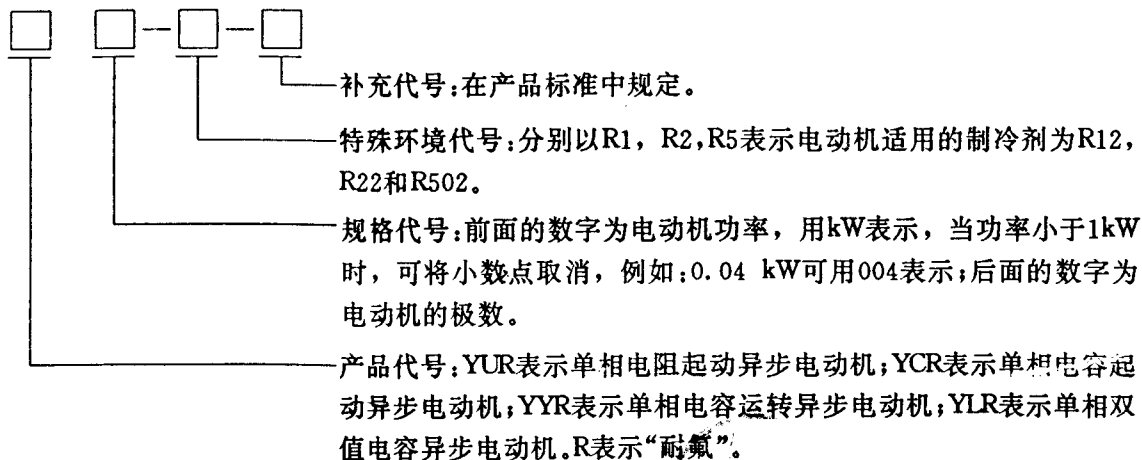 补充代号:在产品标准中规定。
特殊环境代号:分别以R1，R2,R5表示电动机适用的制冷剂为R12，
R22和R502。
规格代号:前面的数字为电动机功率，用kW表示，当功率小于1kW
时，可将小数点取消，例如:0.04 kW可用004表示;后面的数字为
电动机的极数。
产品代号:YUR表示单相电阻起动异步电动机;YCR表示单相电容起
动异步电动机;YYR表示单相电容运转异步电动机;YLR表示单相双
值电容异步电动机。R表示“耐氟”。